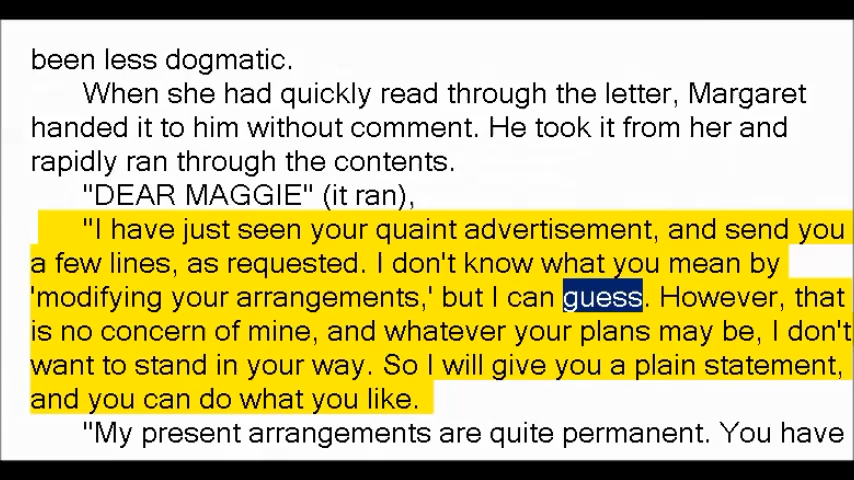 been less dogmatic.
When she had quickly read through the letter, Margaret
handed it to him without comment. He took it from her and
rapidly ran through the contents.
"DEAR MAGGIE" (it ran),
"I have just seen your quaint advertisement, and send you
a few lines, as requested. I don't know what you mean by
'modifying your arrangements,' but I can guess. However, that
is no concern of mine, and whatever your plans may be, I don't
want to stand in your way. So I will give you a plain statement,
and you can do what you like.
"My present arrangements are quite permanent. You have